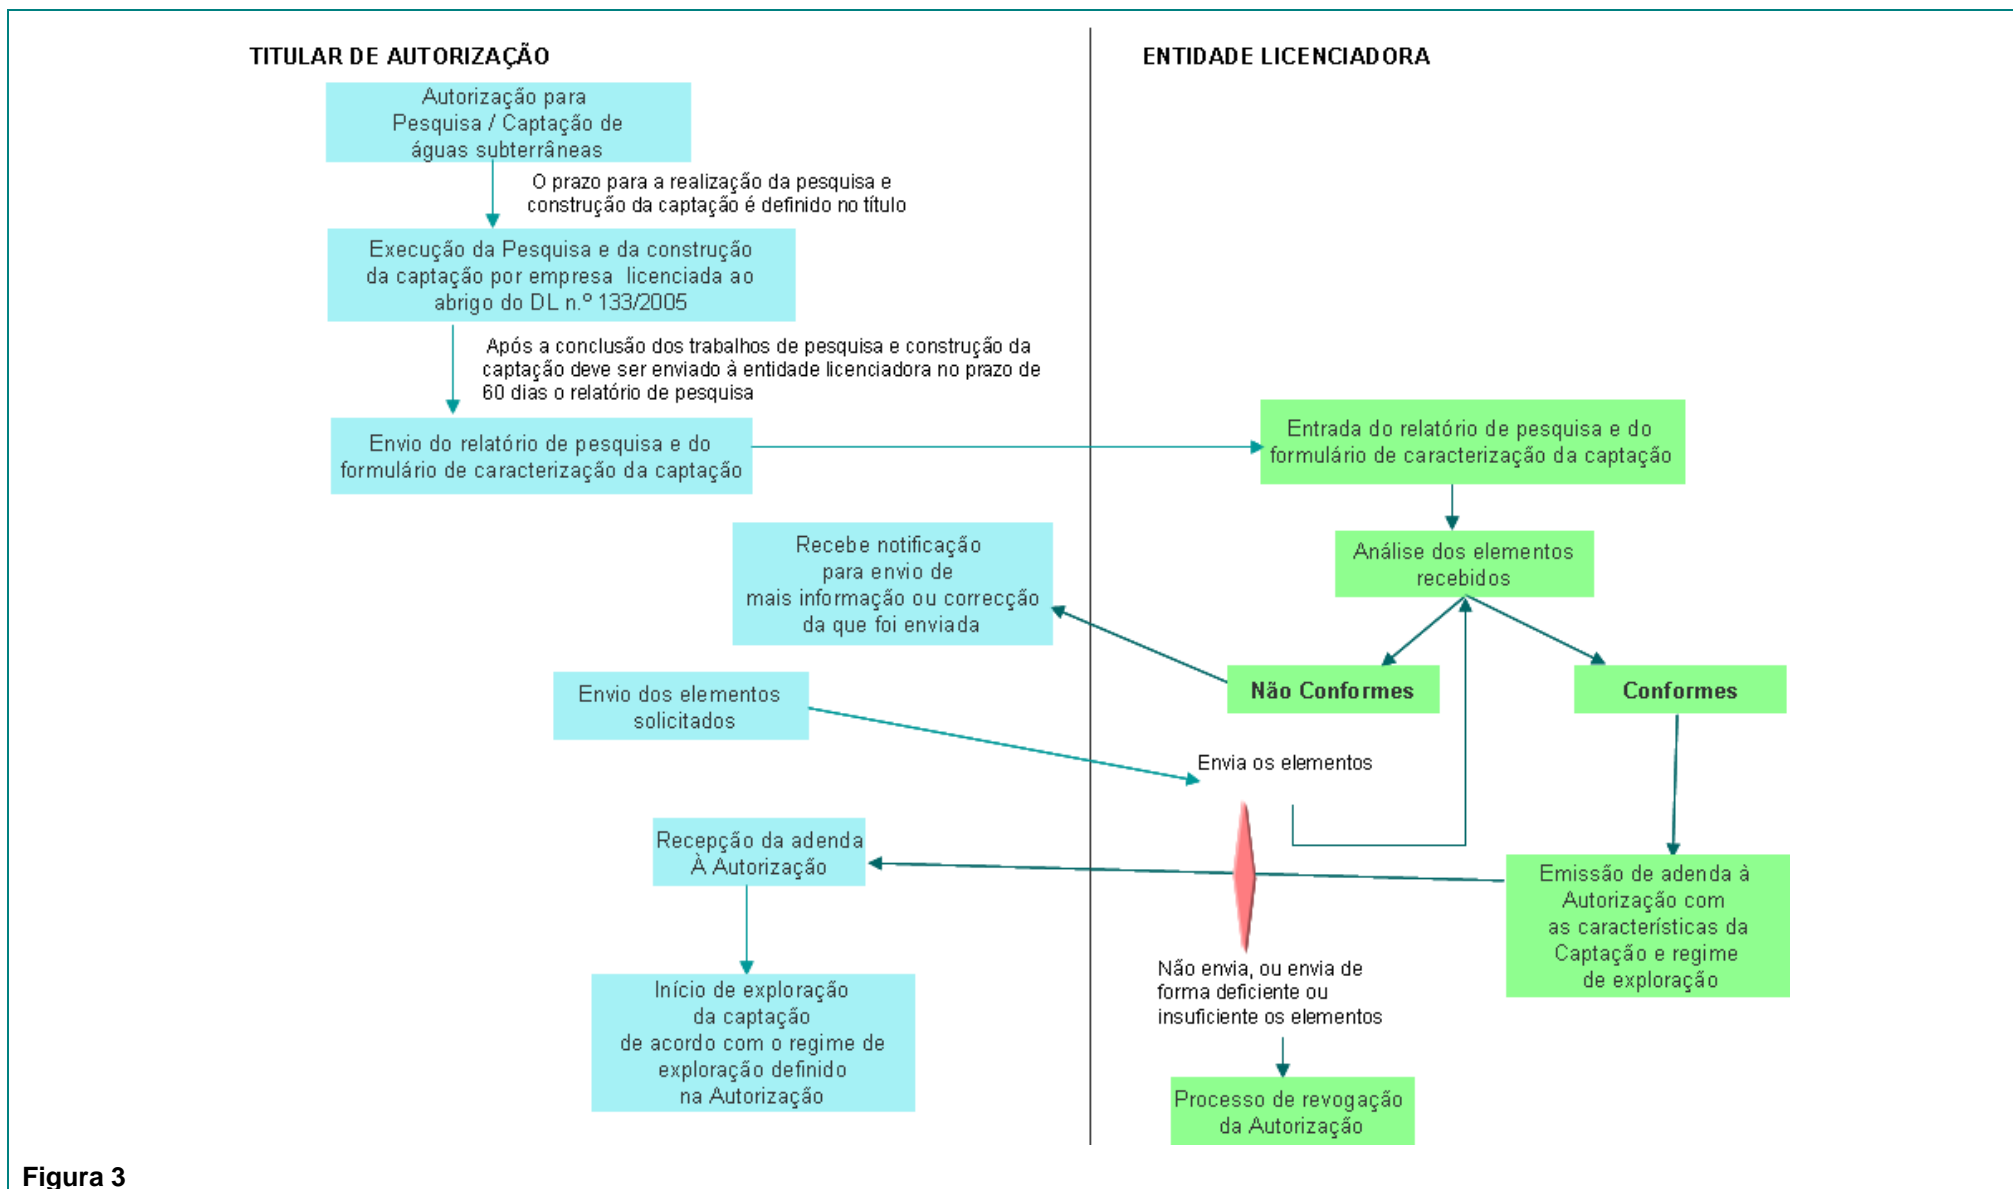 TITULAR DE AUTORIZAÇÃO
ENTIDADE LICENCIADORA
Autorização para
Pesquisa / Captação de
águas subterrâneas
O prazo para a realização da pesquisa e
construção da captação é definido no título
Execução da Pesquisa e da construção
da captação por empresa licenciada ao
abrigo do DL n.º 133/2005
Após a conclusão dos trabalhos de pesquisa e construção da
captação deve ser enviado à entidade licenciadora no prazo de
60 dias o relatório de pesquisa
Envio do relatório de pesquisa e do
formulário de caracterização da captação
Entrada do relatório de pesquisa e do
formulário de caracterização da captação
Análise dos elementos
recebidos
Recebe notificação
para envio de
mais informação ou correcção
da que foi enviada
Não Conformes
Conformes
Envio dos elementos
solicitados
Envia os elementos
Recepção da adenda
À Autorização
Emissão de adenda à
Autorização com
as características da
Captação e regime
de exploração
Não envia, ou envia de
forma deficiente ou
insuficiente os elementos
Início de exploração
da captação
de acordo com o regime de
exploração definido
na Autorização
Processo de revogação
da Autorização
Figura 3